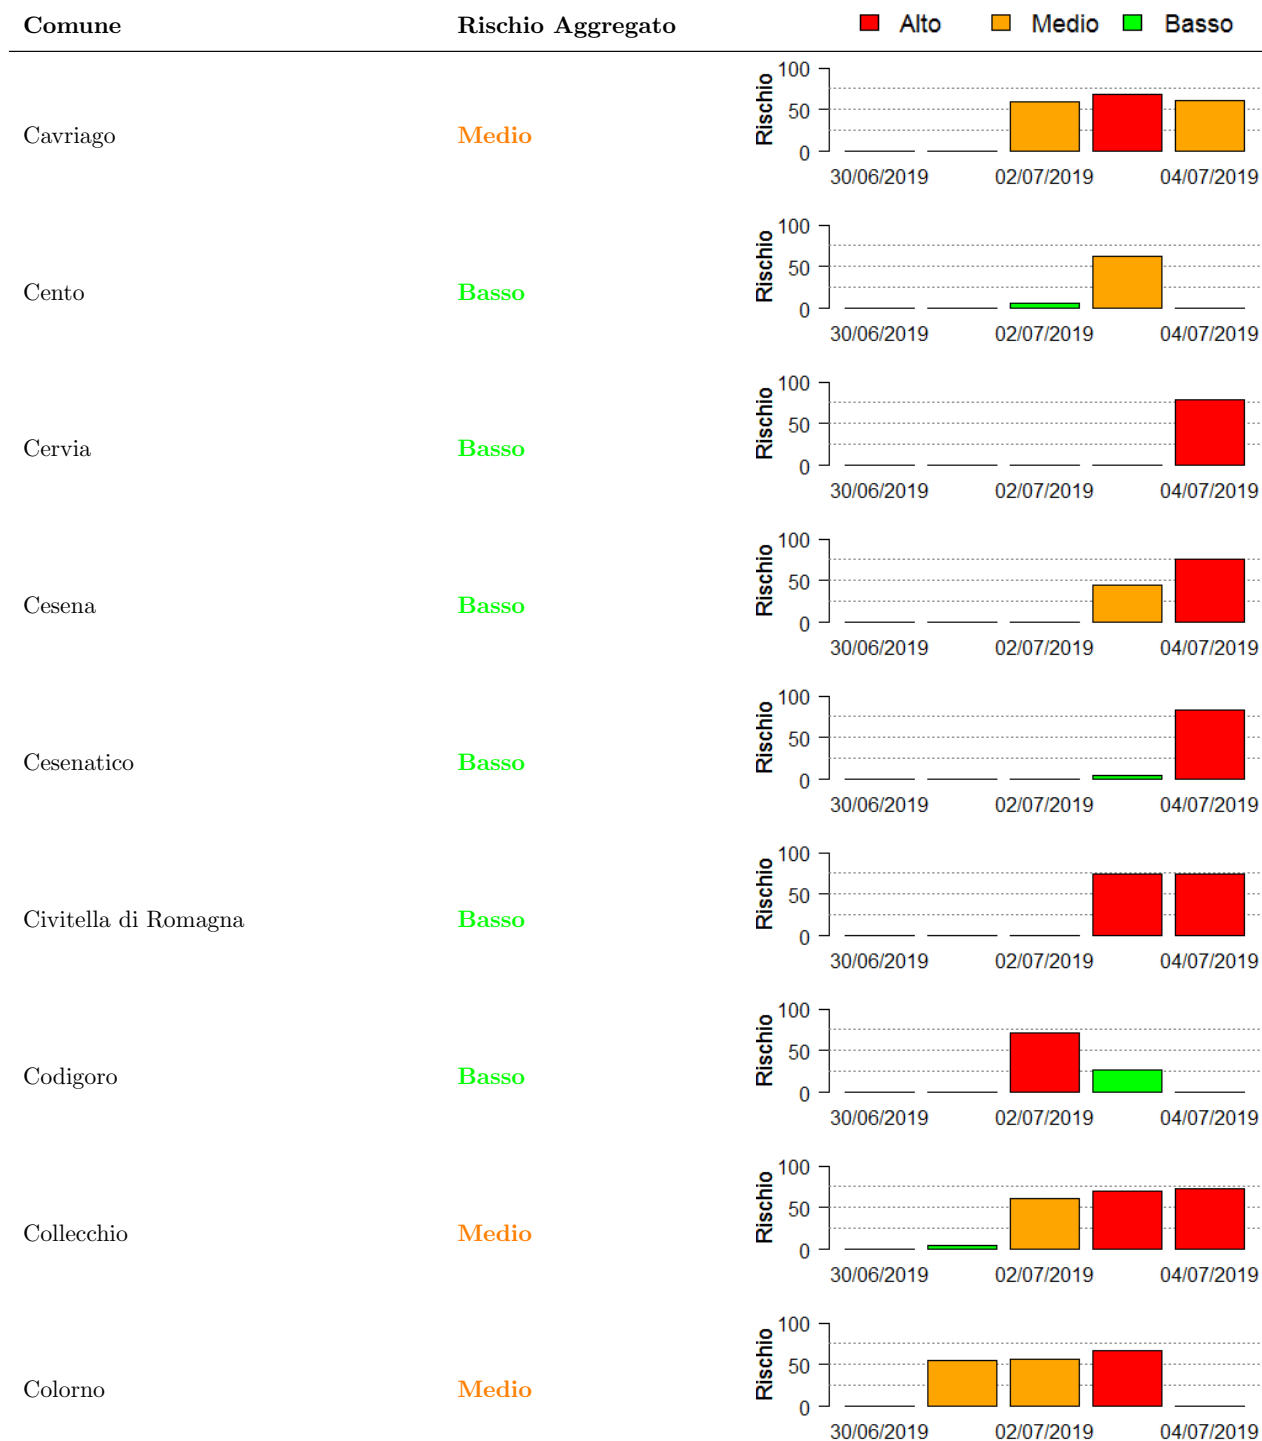 Comune Rischio Aggregato Alto Medio Basso
Cavriago Medio Rischio 100 50 0
30/06/2019 02/07/2019 04/07/2019
Cento Basso Rischio 100 50 0
30/06/2019 02/07/2019 04/07/2019
Cervia Basso Rischio 100 50 0
30/06/2019 02/07/2019 04/07/2019
Cesena Basso Rischio 100 50 0
30/06/2019 02/07/2019 04/07/2019
Cesenatico Basso Rischio 100 50 0
30/06/2019 02/07/2019 04/07/2019
Civitella di Romagna Basso Rischio 100 50 0
30/06/2019 02/07/2019 04/07/2019
Codigoro Basso Rischio 100 50 0
30/06/2019 02/07/2019 04/07/2019
Collecchio Medio Rischio 100 50 0
30/06/2019 02/07/2019 04/07/2019
Colorno Medio Rischio 100 50 0
30/06/2019 02/07/2019 04/07/2019